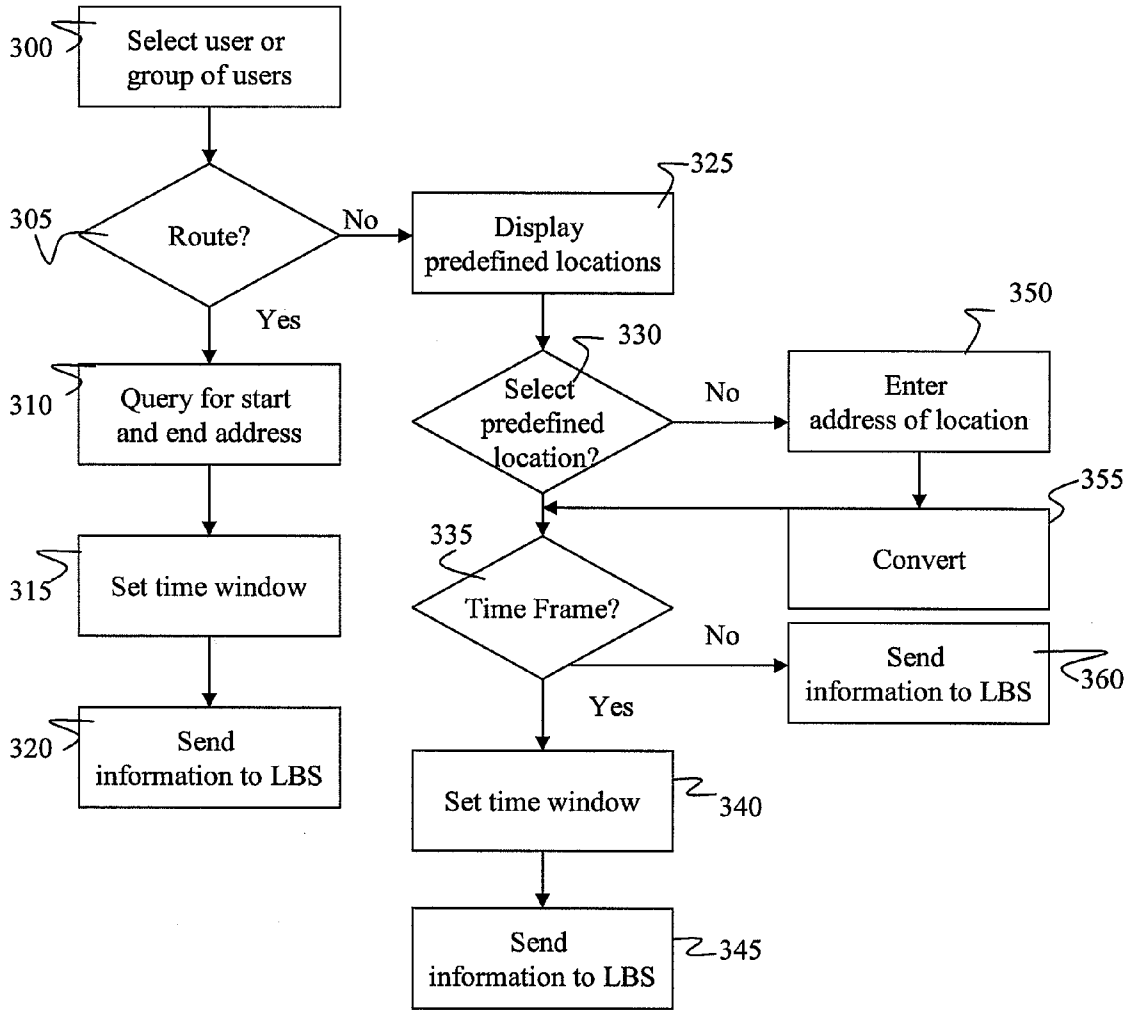 300
Select user or
group of users
305
Route?
No
Yes
325
Display
predefined locations
310
Query for start
and end address
315
Set time window
320
Send
information to LBS
330
Select
predefined
location?
No
350
Enter
address of location
355
Convert
335
Time Frame?
No
Yes
Send
information to LBS
360
Set time window
340
Send
information to LBS
345